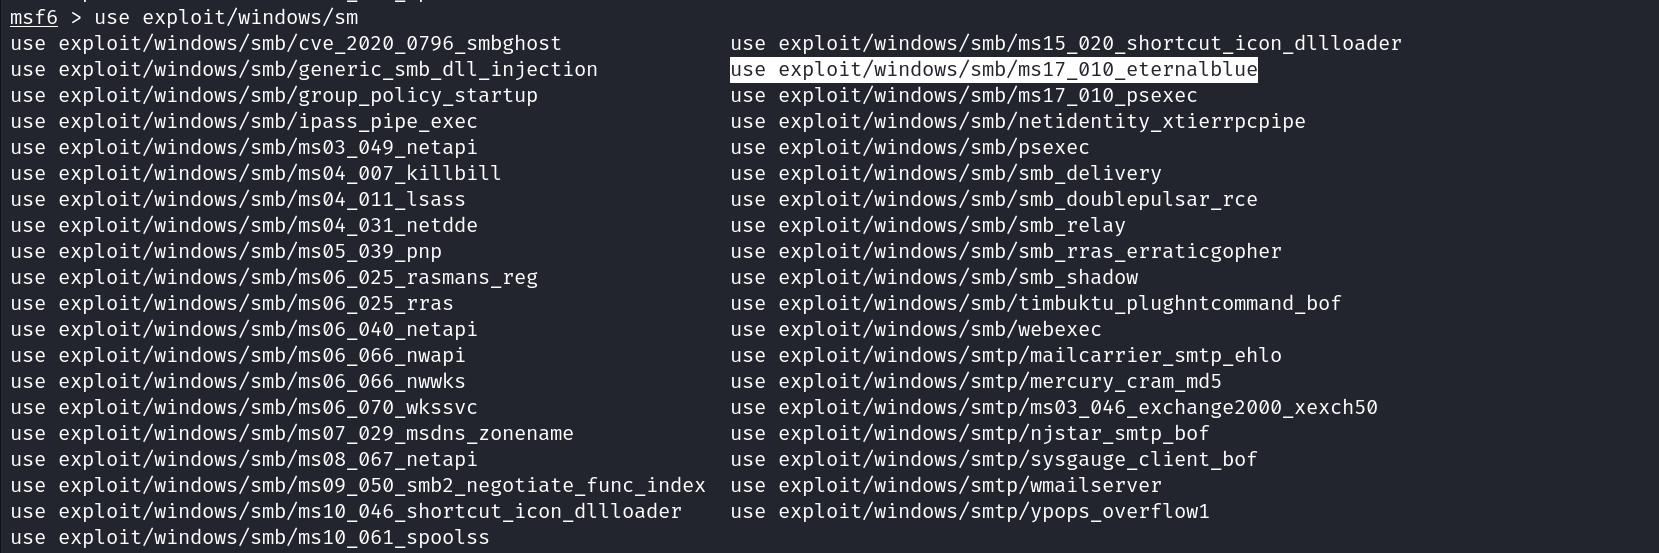 msf6 > use exploit/windows/sm
use exploit/windows/smb/cve_2020_0796_smbghost use exploit/windows/smb/ms15_020_shortcut_icon_dllloader
use exploit/windows/smb/generic_smb_dll_injection use exploit/windows/smb/ms17_010_eternalblue
use exploit/windows/smb/group_policy_startup use exploit/windows/smb/ms17_010_psexec
use exploit/windows/smb/ipass_pipe_exec use exploit/windows/smb/netidentity_xtierrpcpipe
use exploit/windows/smb/ms03_049_netapi use exploit/windows/smb/psexec
use exploit/windows/smb/ms04_007_killbill use exploit/windows/smb/smb_delivery
use exploit/windows/smb/ms04_011_lsass use exploit/windows/smb/smb_doublepulsar_rce
use exploit/windows/smb/ms04_031_netdde use exploit/windows/smb/smb_relay
use exploit/windows/smb/ms05_039_pnp use exploit/windows/smb/smb_rras_erraticgopher
use exploit/windows/smb/ms06_025_rasmans_reg use exploit/windows/smb/smb_shadow
use exploit/windows/smb/ms06_025_rras use exploit/windows/smb/timbuktu_plughntcommand_bof
use exploit/windows/smb/ms06_040_netapi use exploit/windows/smb/webexec
use exploit/windows/smb/ms06_066_nwapi use exploit/windows/smtp/mailcarrier_smtp_ehlo
use exploit/windows/smb/ms06_066_nwwks use exploit/windows/smtp/mercury_cram_md5
use exploit/windows/smb/ms06_070_wkssvc use exploit/windows/smtp/ms03_046_exchange2000_xexch50
use exploit/windows/smb/ms07_029_msdns_zonename use exploit/windows/smtp/njstar_smtp_bof
use exploit/windows/smb/ms08_067_netapi use exploit/windows/smtp/sysgauge_client_bof
use exploit/windows/smb/ms09_050_smb2_negotiate_func_index use exploit/windows/smtp/wmailserver
use exploit/windows/smb/ms10_046_shortcut_icon_dllloader use exploit/windows/smtp/ypops_overflow1
use exploit/windows/smb/ms10_061_spoolss